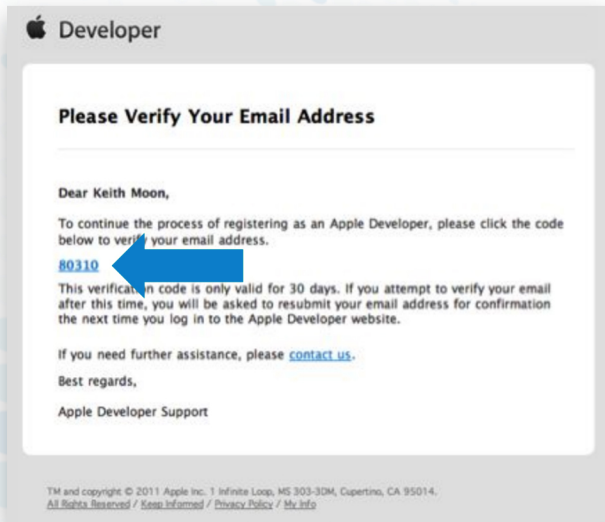 Developer
Please Verify Your Email Address
Dear Keith Moon,
To continue the process of registering as an Apple Developer, please click the code
below to verify your email address.
80310
This verification code is only valid for 30 days. If you attempt to verify your email
after this time, you will be asked to resubmit your email address for confirmation
the next time you log in to the Apple Developer website.
If you need further assistance, please contact us.
Best regards,
Apple Developer Support
TM and copyright © 2011 Apple Inc. 1 Infinite Loop, MS 303-3DM, Cupertino, CA 95014.
All Rights Reserved / Keep Informed / Privacy Policy / My Info